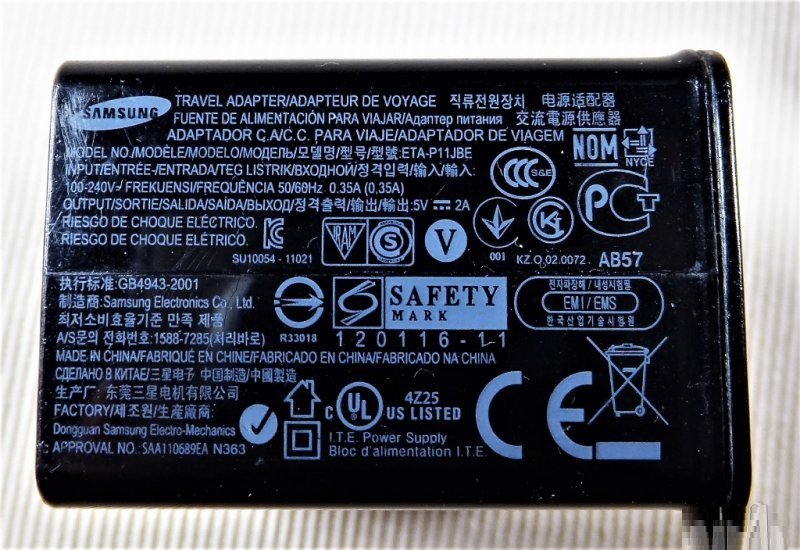 SAMSUNG
TRAVEL ADAPTER/ADAPTEUR DE VOYAGE 직류전원장치 电源适配器
FUENTE DE ALIMENTACIÓN PARA VIAJAR/Адаптер питания 交流電源供應器
ADAPTADOR C.A/C.C. PARA VIAJE/ADAPTADOR DE VIAGEM
MODEL NO./MODÈLE/MODELO/МОДЕЛЬ/모델명/型号/型號:ETA-P11JBE
INPUT/ENTRÉE/ENTRADA/TEG LISTRIK/ВХОДНОЙ/정격입력/输入/輸入:
100-240V~ FREKUENSI/FREQUÊNCIA 50/60Hz 0.35A (0.35A)
OUTPUT/SORTIE/SALIDA/SAÍDA/ВЫХОД/정격출력/输出/輸出:5V⎓2A
RIESGO DE CHOQUE ELÉCTRICO.
RIESGO DE CHOQUE ELÉCTRICO.
NOM
NYCE
CCC
S&E
SU10054 - 11021
V
001
KZ.O.02.0072.
AB57
执行标准:GB4943-2001
制造商:Samsung Electronics Co., Ltd.
최저소비효율기준 만족 제품
A/S문의 전화번호:1588-7285(처리바로)
R33018
SAFETY
MARK
120116-11
전자파장해 / 내성시험필
EMI / EMS
한국산업기술시험원
MADE IN CHINA/FABRIQUÉ EN CHINE/FABRICADO EN CHINA/FABRICADO NA CHINA
СДЕЛАНО В КИТАЕ/三星电子 中国制造/中國製造
生产厂: 东莞三星电机有限公司
FACTORY/제조원/生産廠商:
Dongguan Samsung Electro-Mechanics
APPROVAL NO.: SAA110689EA N363
C UL US LISTED
4Z25
I.T.E. Power Supply
Bloc d'alimentation I.T.E.
CE